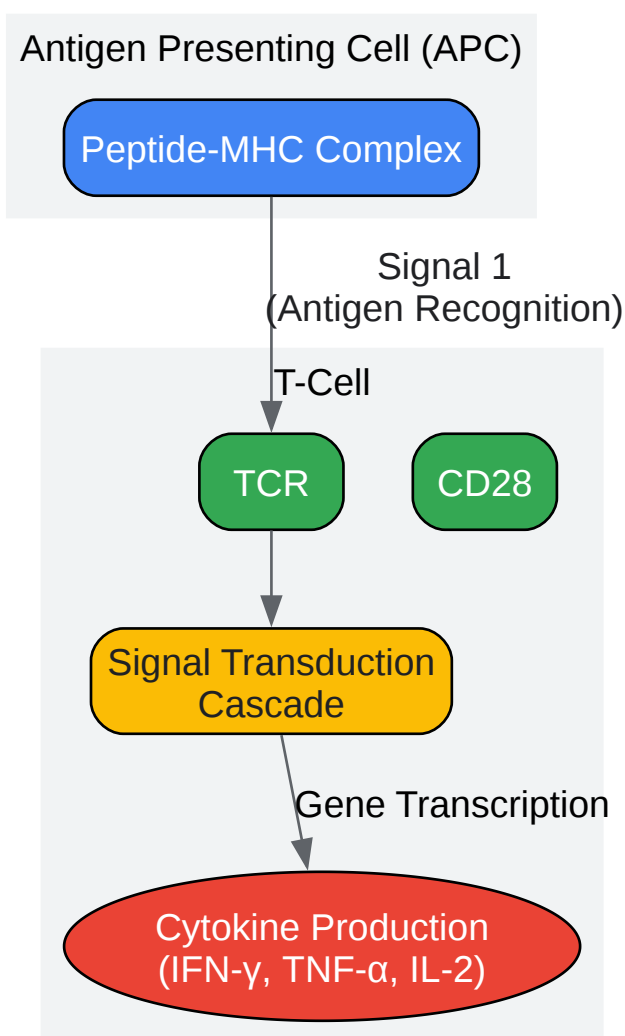 Antigen Presenting Cell (APC)
Peptide-MHC Complex
Signal 1
(Antigen Recognition)
T-Cell
TCR
CD28
Signal Transduction
Cascade
Gene Transcription
Cytokine Production
(IFN-γ, TNF-α, IL-2)